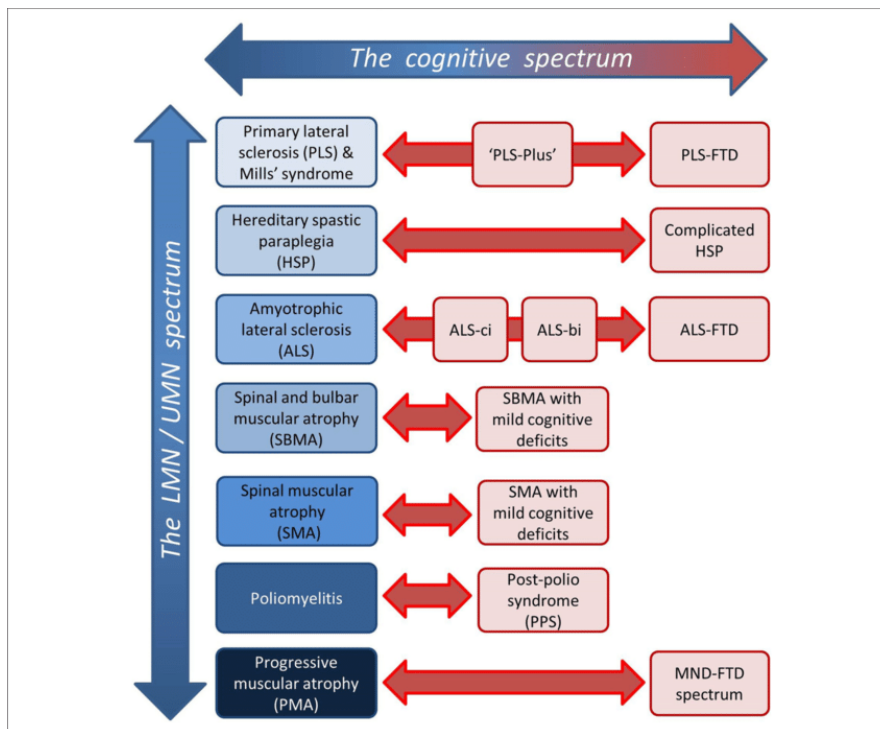 The cognitive spectrum
The LMN / UMN spectrum
Primary lateral
sclerosis (PLS) &
Mills' syndrome
‘PLS-Plus’
PLS-FTD
Hereditary spastic
paraplegia
(HSP)
Complicated
HSP
Amyotrophic
lateral sclerosis
(ALS)
ALS-ci
ALS-bi
ALS-FTD
Spinal and bulbar
muscular atrophy
(SBMA)
SBMA with
mild cognitive
deficits
Spinal muscular
atrophy
(SMA)
SMA with
mild cognitive
deficits
Poliomyelitis
Post-polio
syndrome
(PPS)
Progressive
muscular atrophy
(PMA)
MND-FTD
spectrum